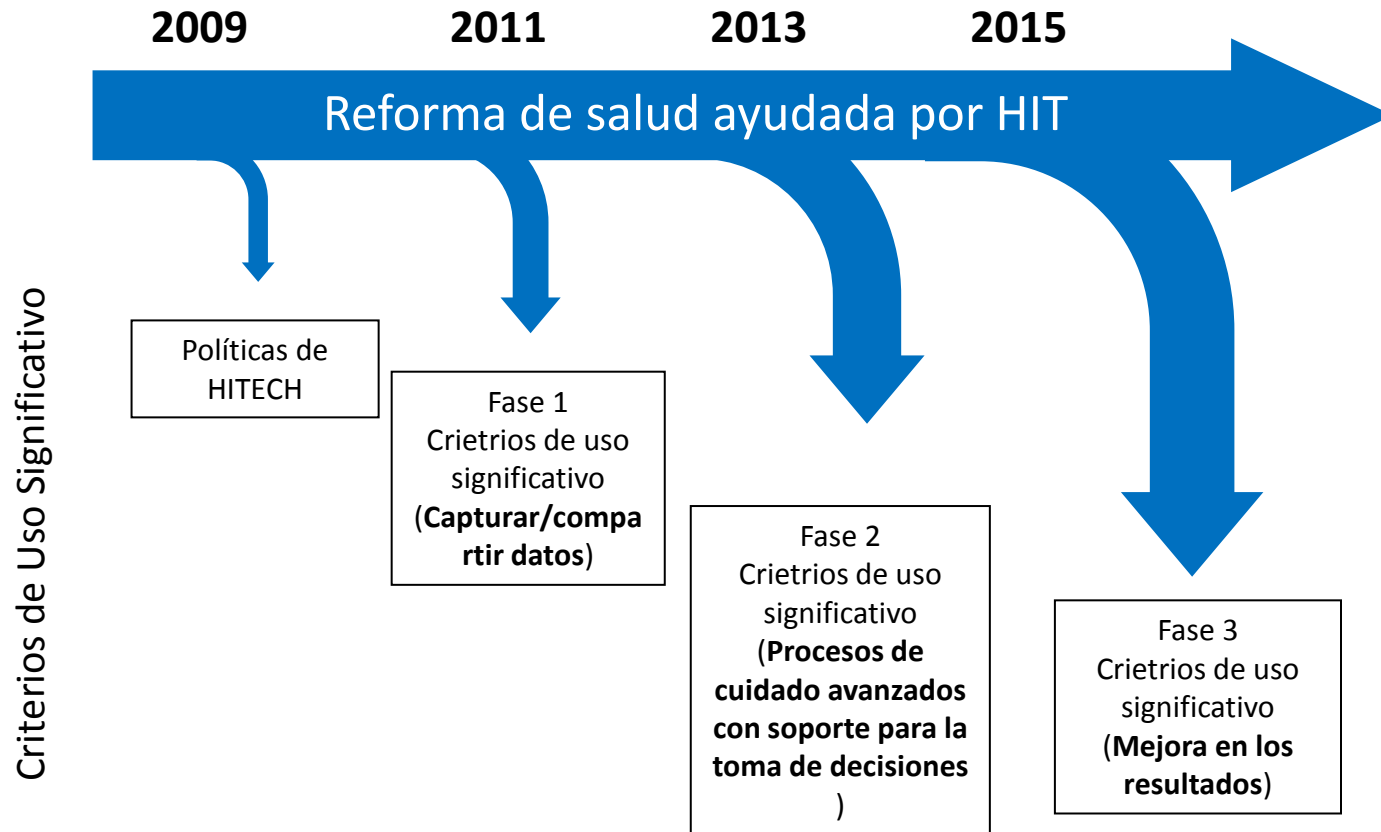 2009 2011 2013 2015
Reforma de salud ayudada por HIT
Criterios de Uso Significativo
Políticas de
HITECH
Fase 1
Crietrios de uso
significativo
(Capturar/compa
rtir datos)
Fase 2
Crietrios de uso
significativo
(Procesos de
cuidado avanzados
con soporte para la
toma de decisiones
)
Fase 3
Crietrios de uso
significativo
(Mejora en los
resultados)